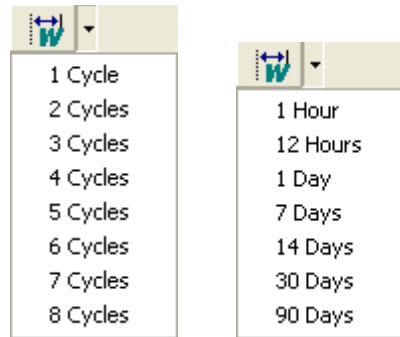 W
1 Cycle
2 Cycles
3 Cycles
4 Cycles
5 Cycles
6 Cycles
7 Cycles
8 Cycles
W
1 Hour
12 Hours
1 Day
7 Days
14 Days
30 Days
90 Days